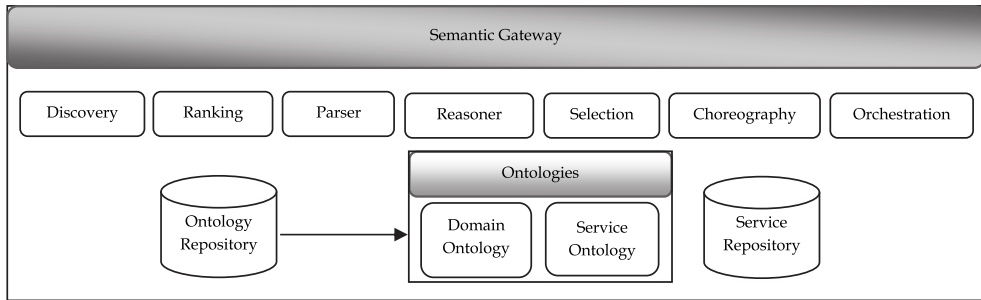 Semantic Gateway
Discovery
Ranking
Parser
Reasoner
Selection
Choreography
Orchestration
Ontologies
Ontology
Repository
Domain
Ontology
Service
Ontology
Service
Repository